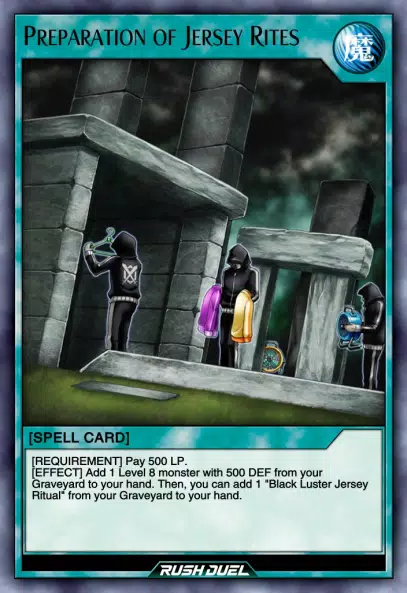 Preparation of Jersey Rites
魔
[SPELL CARD]
[REQUIREMENT] Pay 500 LP.
[EFFECT] Add 1 Level 8 monster with 500 DEF from your
Graveyard to your hand. Then, you can add 1 "Black Luster Jersey
Ritual" from your Graveyard to your hand.
RUSH DUEL